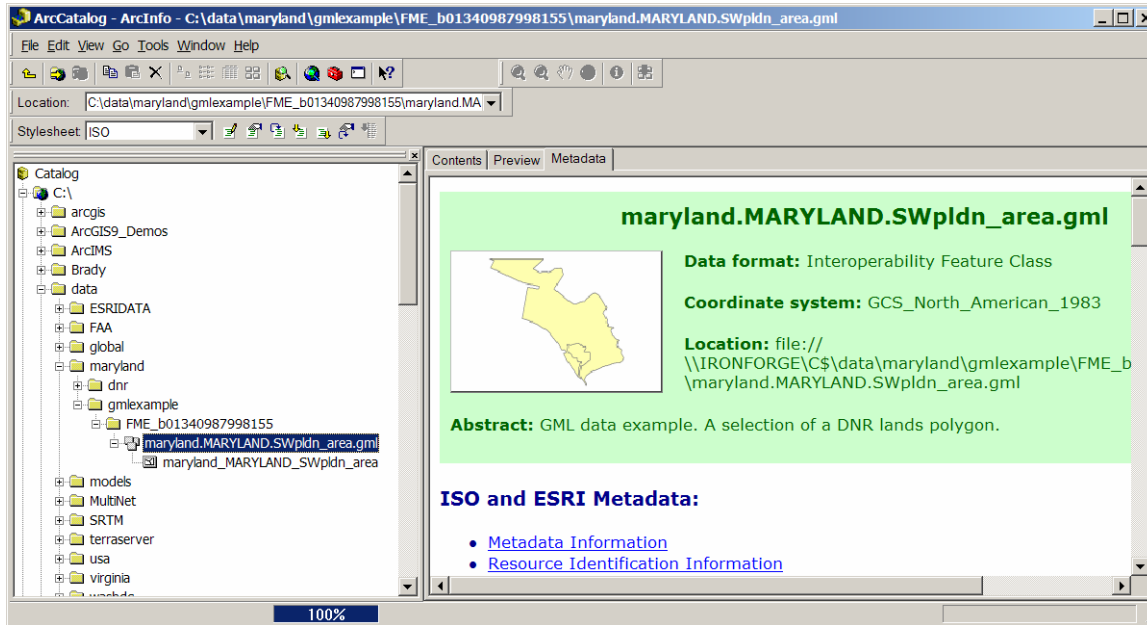 ArcCatalog - ArcInfo - C:\data\maryland\gmlexample\FME_b01340987998155\maryland.MARYLAND.SWpldn_area.gml
File Edit View Go Tools Window Help
Location: C:\data\maryland\gmlexample\FME_b01340987998155\maryland.MA
Stylesheet: ISO
Catalog
C:\
arcgis
ArcGIS9_Demos
ArcIMS
Brady
data
ESRIDATA
FAA
global
maryland
dnr
gmlexample
FME_b01340987998155
maryland.MARYLAND.SWpldn_area.gml
maryland_MARYLAND_SWpldn_area
models
MultiNet
SRTM
terraserver
usa
virginia
Contents Preview Metadata
maryland.MARYLAND.SWpldn_area.gml
Data format: Interoperability Feature Class
Coordinate system: GCS_North_American_1983
Location: file://
\\IRONFORGE\C$\data\maryland\gmlexample\FME_b
\maryland.MARYLAND.SWpldn_area.gml
Abstract: GML data example. A selection of a DNR lands polygon.
ISO and ESRI Metadata:
• Metadata Information
• Resource Identification Information
100%